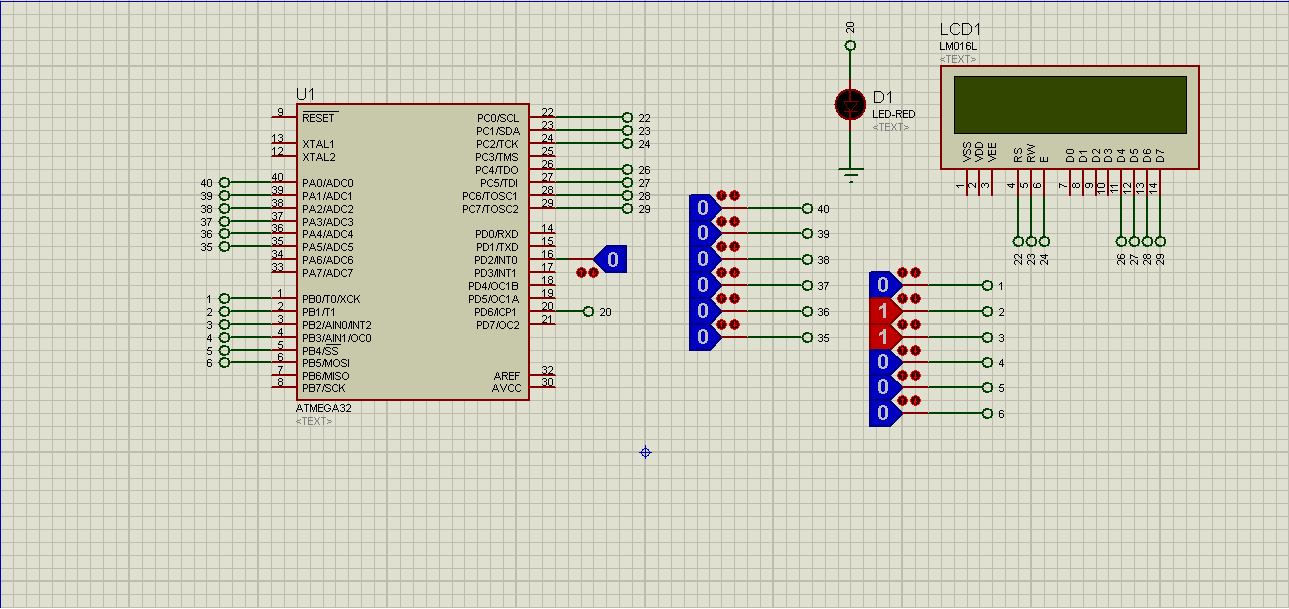 U1
9 RESET
13 XTAL1
12 XTAL2
40 40 PA0/ADC0
39 39 PA1/ADC1
38 38 PA2/ADC2
37 37 PA3/ADC3
36 36 PA4/ADC4
35 35 PA5/ADC5
34 PA6/ADC6
33 PA7/ADC7
1 1 PB0/T0/XCK
2 2 PB1/T1
3 3 PB2/AIN0/INT2
4 4 PB3/AIN1/OC0
5 5 PB4/SS
6 6 PB5/MOSI
7 PB6/MISO
8 PB7/SCK
PC0/SCL 22 22
PC1/SDA 23 23
PC2/TCK 24 24
PC3/TMS 25
PC4/TDO 26 26
PC5/TDI 27 27
PC6/TOSC1 28 28
PC7/TOSC2 29 29
PD0/RXD 14
PD1/TXD 15
PD2/INT0 16 0
PD3/INT1 17
PD4/OC1B 18
PD5/OC1A 19
PD6/ICP1 20 20
PD7/OC2 21
AREF 32
AVCC 30
ATMEGA32
<TEXT>
0 40
0 39
0 38
0 37
0 36
0 35
20
D1
LED-RED
<TEXT>
0 1
1 2
1 3
0 4
0 5
0 6
LCD1
LM016L
<TEXT>
VSS VDD VEE RS RW E D0 D1 D2 D3 D4 D5 D6 D7
1 2 3 4 5 6 7 8 9 10 11 12 13 14
22 23 24 26 27 28 29